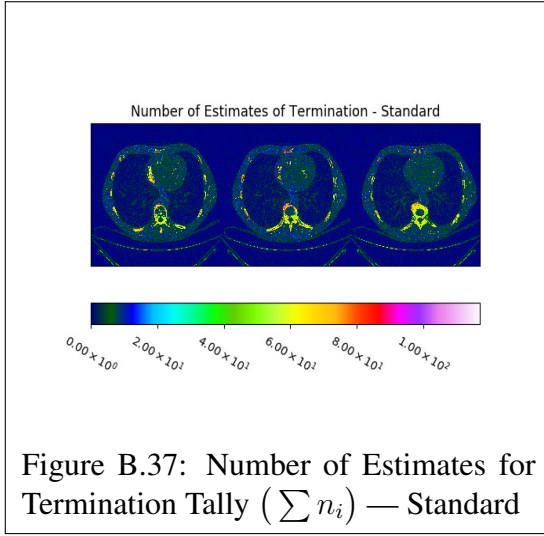 Number of Estimates of Termination - Standard
0.00 × 10⁰ 2.00 × 10¹ 4.00 × 10¹ 6.00 × 10¹ 8.00 × 10¹ 1.00 × 10²
Figure B.37: Number of Estimates for
Termination Tally (∑ nᵢ) — Standard